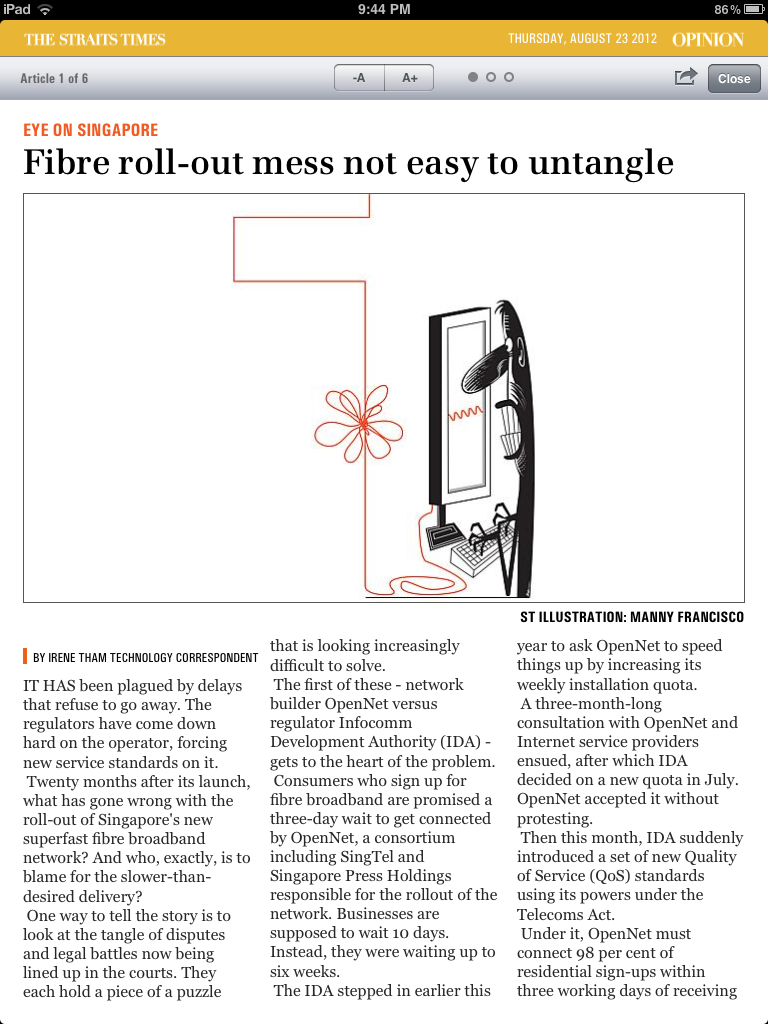 iPad 9:44 PM 86%
THE STRAITS TIMES THURSDAY, AUGUST 23 2012 OPINION
Article 1 of 6 -A A+ Close
EYE ON SINGAPORE
Fibre roll-out mess not easy to untangle
ST ILLUSTRATION: MANNY FRANCISCO
BY IRENE THAM TECHNOLOGY CORRESPONDENT
IT HAS been plagued by delays
that refuse to go away. The
regulators have come down
hard on the operator, forcing
new service standards on it.
Twenty months after its launch,
what has gone wrong with the
roll-out of Singapore's new
superfast fibre broadband
network? And who, exactly, is to
blame for the slower-than-
desired delivery?
One way to tell the story is to
look at the tangle of disputes
and legal battles now being
lined up in the courts. They
each hold a piece of a puzzle
that is looking increasingly
difficult to solve.
The first of these - network
builder OpenNet versus
regulator Infocomm
Development Authority (IDA) -
gets to the heart of the problem.
Consumers who sign up for
fibre broadband are promised a
three-day wait to get connected
by OpenNet, a consortium
including SingTel and
Singapore Press Holdings
responsible for the rollout of the
network. Businesses are
supposed to wait 10 days.
Instead, they were waiting up to
six weeks.
The IDA stepped in earlier this
year to ask OpenNet to speed
things up by increasing its
weekly installation quota.
A three-month-long
consultation with OpenNet and
Internet service providers
ensued, after which IDA
decided on a new quota in July.
OpenNet accepted it without
protesting.
Then this month, IDA suddenly
introduced a set of new Quality
of Service (QoS) standards
using its powers under the
Telecoms Act.
Under it, OpenNet must
connect 98 per cent of
residential sign-ups within
three working days of receiving